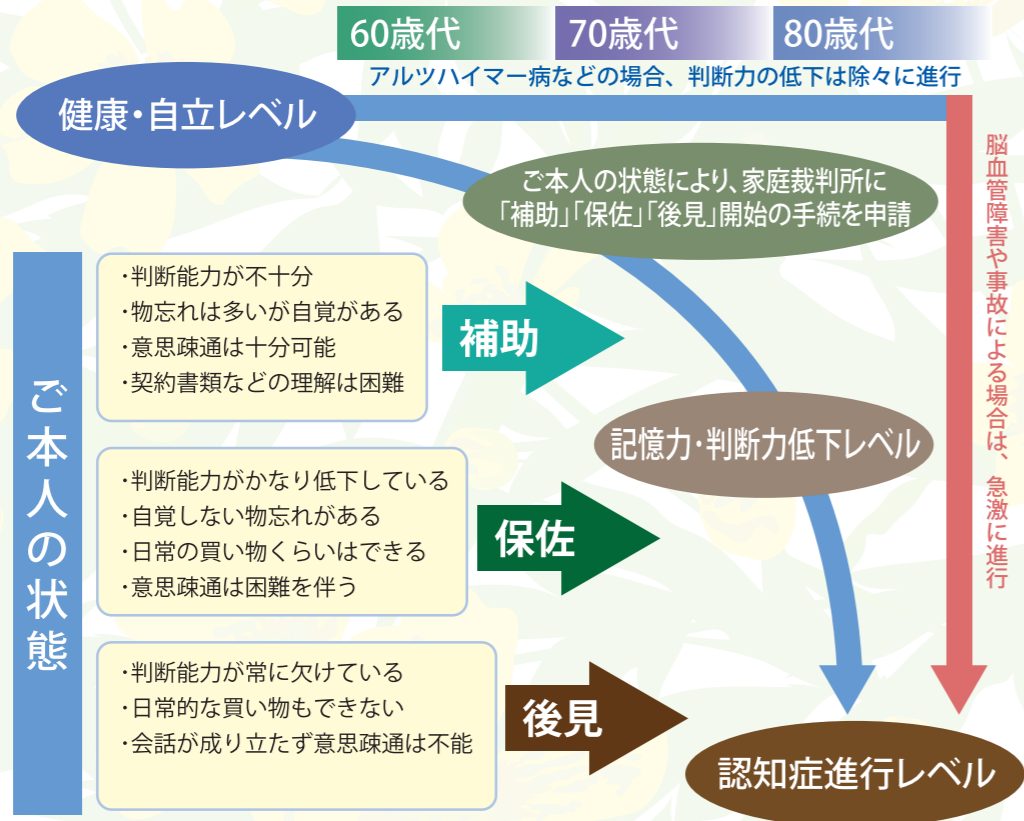 60歳代
70歳代
80歳代
アルツハイマー病などの場合、判断力の低下は除々に進行
健康・自立レベル
脳血管障害や事故による場合は、急激に進行
ご本人の状態により、家庭裁判所に
「補助」「保佐」「後見」開始の手続を申請
ご本人の状態
・判断能力が不十分
・物忘れは多いが自覚がある
・意思疎通は十分可能
・契約書類などの理解は困難
補助
記憶力・判断力低下レベル
・判断能力がかなり低下している
・自覚しない物忘れがある
・日常の買い物くらいはできる
・意思疎通は困難を伴う
保佐
・判断能力が常に欠けている
・日常的な買い物もできない
・会話が成り立たず意思疎通は不能
後見
認知症進行レベル